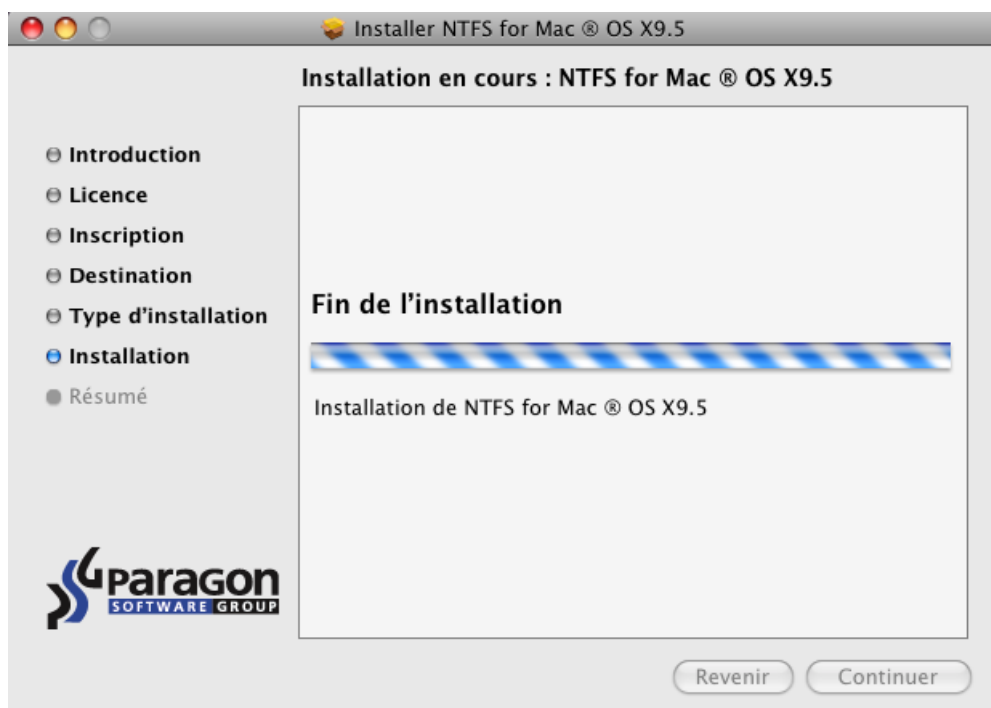 Installer NTFS for Mac ® OS X9.5
Installation en cours : NTFS for Mac ® OS X9.5
Introduction
Licence
Inscription
Destination
Type d’installation
Installation
Résumé
Fin de l’installation
Installation de NTFS for Mac ® OS X9.5
Paragon
SOFTWARE GROUP
Revenir
Continuer